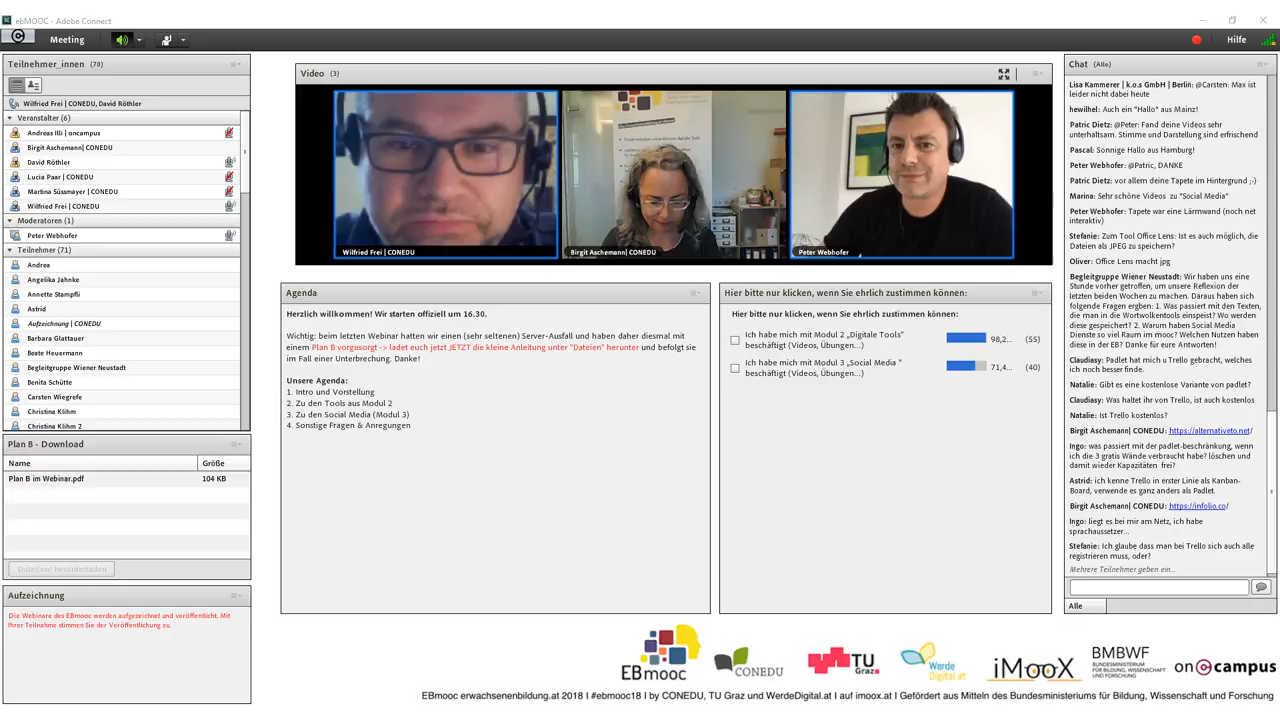 ebMOOC - Adobe Connect
Meeting
Hilfe
Teilnehmer_innen (78)
Wilfried Frei | CONEDU, David Röthler
Veranstalter (6)
Andreas Illi | oncampus
Birgit Aschemann| CONEDU
David Röthler
Lucia Paar | CONEDU
Martina Süssmayer | CONEDU
Wilfried Frei | CONEDU
Moderatoren (1)
Peter Webhofer
Teilnehmer (71)
Andrea
Angelika Jahnke
Annette Stampfli
Astrid
Aufzeichnung | CONEDU
Barbara Glattauer
Beate Heuermann
Begleitgruppe Wiener Neustadt
Benita Schütte
Carsten Wiegrefe
Christina Klihm
Christina Klihm 2
Plan B - Download
Name Größe
Plan B im Webinar.pdf 104 KB
Datei(en) herunterladen
Aufzeichnung
Die Webinare des EBmooc werden aufgezeichnet und veröffentlicht. Mit
Ihrer Teilnahme stimmen Sie der Veröffentlichung zu.
Video (3)
Wilfried Frei | CONEDU
Birgit Aschemann| CONEDU
Peter Webhofer
Agenda
Herzlich willkommen! Wir starten offiziell um 16.30.
Wichtig: beim letzten Webinar hatten wir einen (sehr seltenen) Server-Ausfall und haben daher diesmal mit
einem Plan B vorgesorgt -> ladet euch jetzt JETZT die kleine Anleitung unter "Dateien" herunter und befolgt sie
im Fall einer Unterbrechung. Danke!
Unsere Agenda:
1. Intro und Vorstellung
2. Zu den Tools aus Modul 2
3. Zu den Social Media (Modul 3)
4. Sonstige Fragen & Anregungen
Hier bitte nur klicken, wenn Sie ehrlich zustimmen können:
Hier bitte nur klicken, wenn Sie ehrlich zustimmen können:
Ich habe mich mit Modul 2 „Digitale Tools"
beschäftigt (Videos, Übungen...)
98,2... (55)
Ich habe mich mit Modul 3 „Social Media "
beschäftigt (Videos, Übungen...)
71,4... (40)
Chat (Alle)
Lisa Kammerer | k.o.s GmbH | Berlin: @Carsten: Max ist
leider nicht dabei heute
hewilhel: Auch ein "Hallo" aus Mainz!
Patric Dietz: @Peter: Fand deine Videos sehr
unterhaltsam. Stimme und Darstellung sind erfrischend
Pascal: Sonnige Hallo aus Hamburg!
Peter Webhofer: @Patric, DANKE
Patric Dietz: vor allem deine Tapete im Hintergrund ;-)
Marina: Sehr schöne Videos zu "Social Media"
Peter Webhofer: Tapete war eine Lärmwand (noch net
interaktiv)
Stefanie: Zum Tool Office Lens: Ist es auch möglich, die
Dateien als JPEG zu speichern?
Oliver: Office Lens macht jpg
Begleitgruppe Wiener Neustadt: Wir haben uns eine
Stunde vorher getroffen, um unsere Reflexion der
letzten beiden Wochen zu machen. Daraus haben sich
folgende Fragen ergeben: 1. Was passiert mit den Texten,
die man in die Wortwolkentools einspeist? Wo werden
diese gespeichert? 2. Warum haben Social Media
Dienste so viel Raum im mooc? Welchen Nutzen haben
diese in der EB? Danke für eure Antworten!
Claudiasy: Padlet hat mich u Trello gebracht, welches
ich noch besser finde.
Natalie: Gibt es eine kostenlose Variante von padlet?
Claudiasy: Was haltet ihr von Trello, ist auch kostenlos
Natalie: Ist Trello kostenlos?
Birgit Aschemann| CONEDU: https://alternativeto.net/
Ingo: was passiert mit der padlet-beschränkung, wenn
ich die 3 gratis Wände verbraucht habe? löschen und
damit wieder Kapazitäten frei?
Astrid: ich kenne Trello in erster Linie als Kanban-
Board, verwende es ganz anders als Padlet.
Birgit Aschemann| CONEDU: https://infolio.co/
Ingo: liegt es bei mir am Netz, ich habe
sprachaussetzer...
Stefanie: Ich glaube dass man bei Trello sich auch alle
registrieren muss, oder?
Mehrere Teilnehmer geben ein...
Alle
EBmooc
CONEDU
TU Graz
Werde Digital.at
iMooX
BMBWF
BUNDESMINISTERIUM
FÜR BILDUNG, WISSENSCHAFT
UND FORSCHUNG
oncampus
EBmooc erwachsenenbildung.at 2018 I #ebmooc18 I by CONEDU, TU Graz und WerdeDigital.at I auf imoox.at I Gefördert aus Mitteln des Bundesministeriums für Bildung, Wissenschaft und Forschung